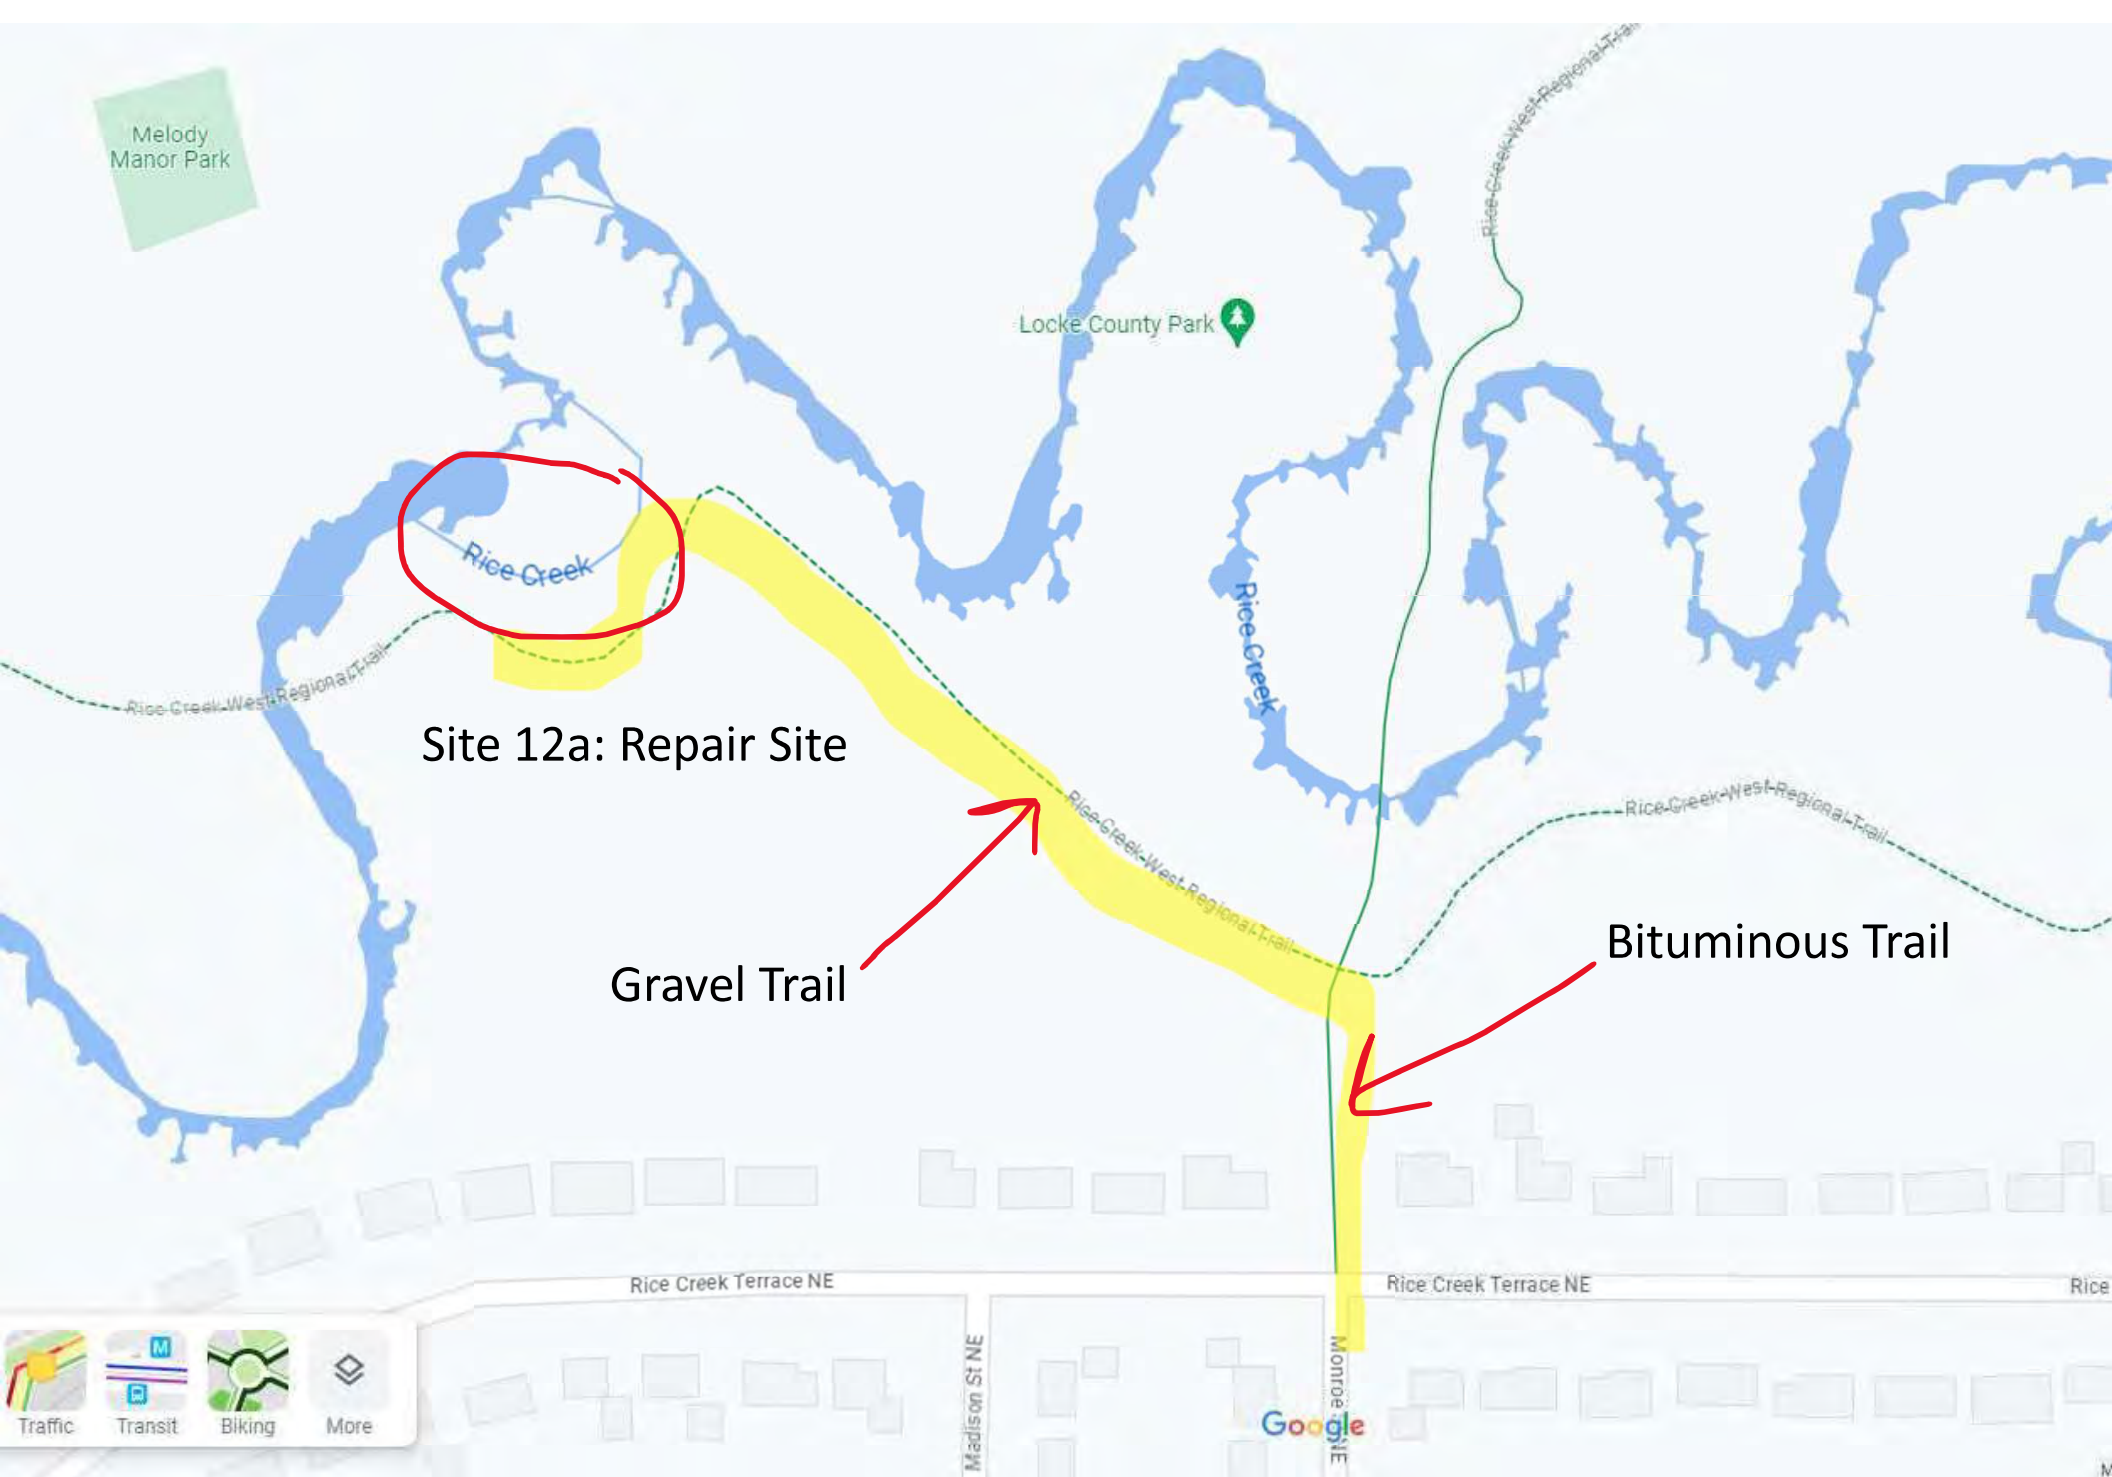 Rice Creek West Regional Trail
Melody
Manor Park
Locke County Park
Rice Creek
Rice Creek
Rice Creek West Regional Trail
Site 12a: Repair Site
Rice Creek West Regional Trail
Rice Creek West Regional Trail
Gravel Trail
Bituminous Trail
Rice Creek Terrace NE
Rice Creek Terrace NE
Rice
Madison St NE
Monroe
NE
Google
M
Traffic
Transit
Biking
More
M